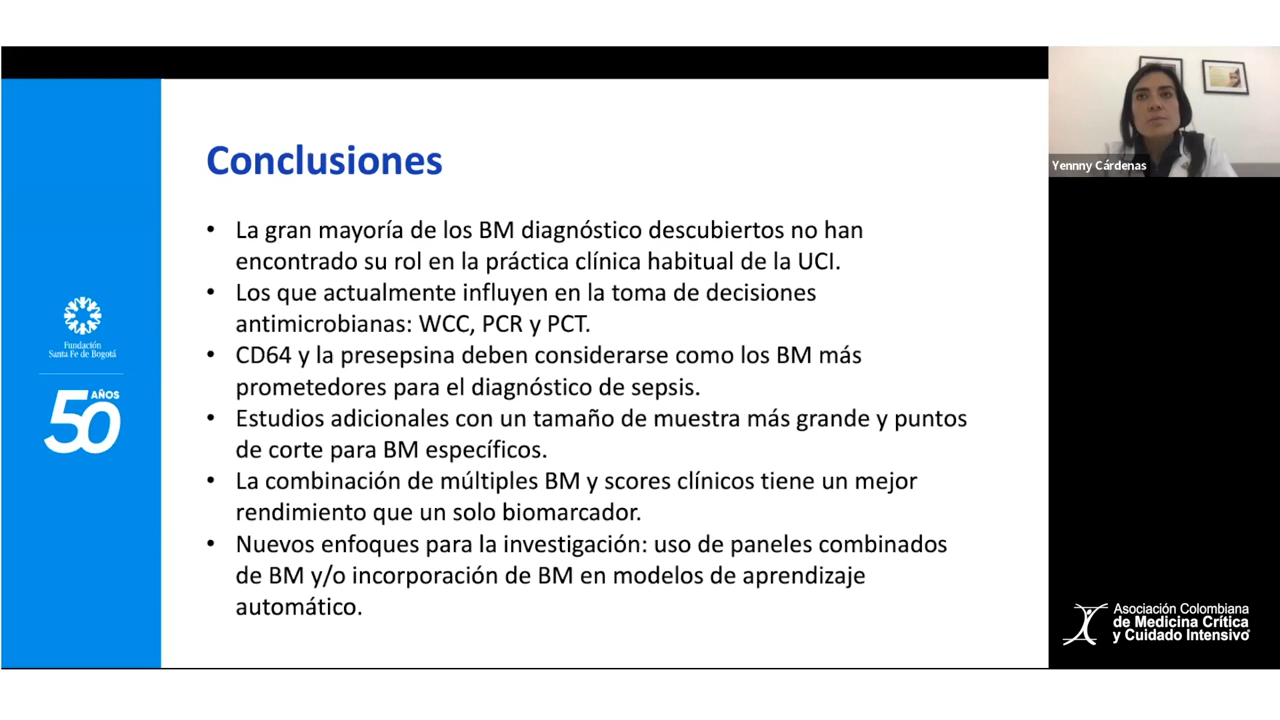 Conclusiones
• La gran mayoría de los BM diagnóstico descubiertos no han
encontrado su rol en la práctica clínica habitual de la UCI.
• Los que actualmente influyen en la toma de decisiones
antimicrobianas: WCC, PCR y PCT.
• CD64 y la presepsina deben considerarse como los BM más
prometedores para el diagnóstico de sepsis.
• Estudios adicionales con un tamaño de muestra más grande y puntos
de corte para BM específicos.
• La combinación de múltiples BM y scores clínicos tiene un mejor
rendimiento que un solo biomarcador.
• Nuevos enfoques para la investigación: uso de paneles combinados
de BM y/o incorporación de BM en modelos de aprendizaje
automático.
Fundación
Santa Fe de Bogotá
50 AÑOS
Yennny Cárdenas
Asociación Colombiana
de Medicina Crítica
y Cuidado Intensivo